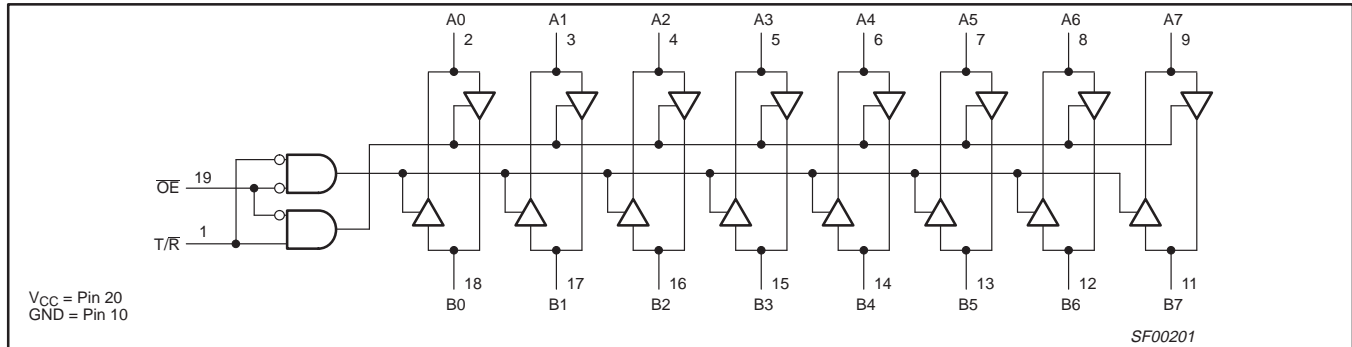 A0 A1 A2 A3 A4 A5 A6 A7
2 3 4 5 6 7 8 9
O̅E̅ 19
T/R̅ 1
18 17 16 15 14 13 12 11
B0 B1 B2 B3 B4 B5 B6 B7
VCC = Pin 20
GND = Pin 10
SF00201